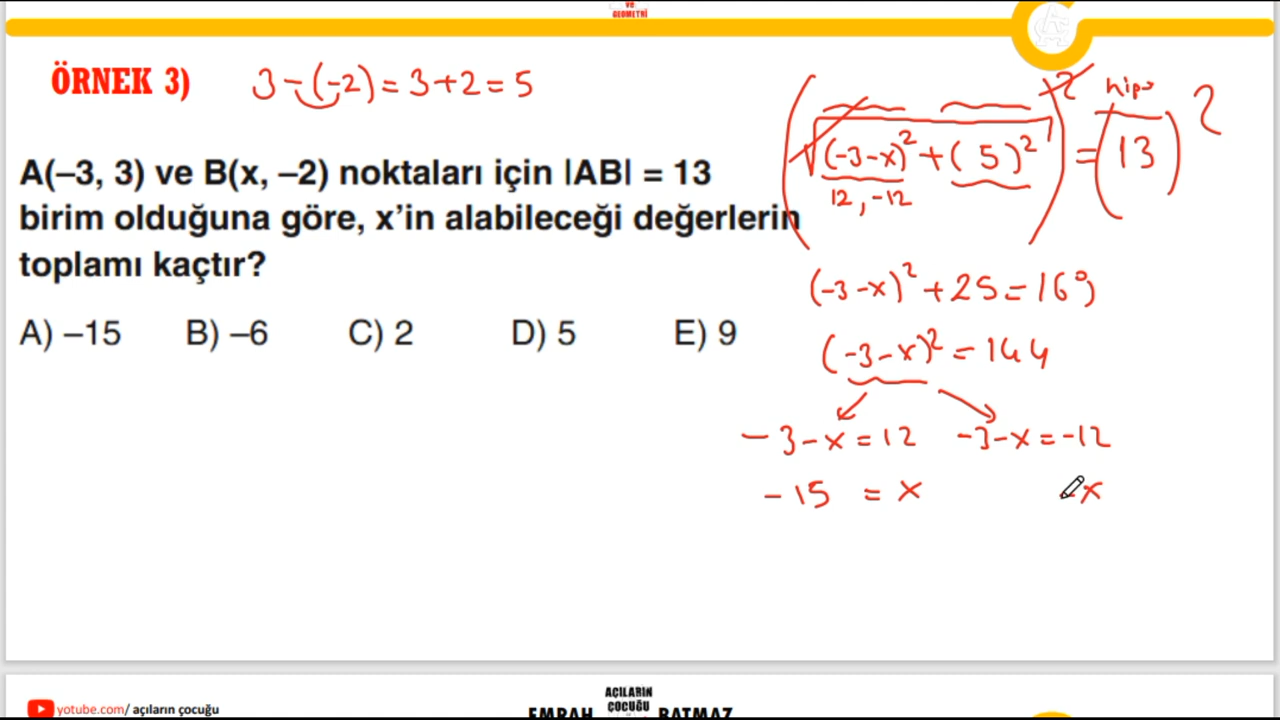 ve
GEOMETRİ
ÖRNEK 3)
3-(-2)=3+2=5
A(–3, 3) ve B(x, –2) noktaları için |AB| = 13
birim olduğuna göre, x’in alabileceği değerlerin
toplamı kaçtır?
A) –15 B) –6 C) 2 D) 5 E) 9
hipo
(√(-3-x)²+(5)²)²=(13)²
12,-12
(-3-x)²+25=169
(-3-x)²=144
-3-x=12 -3-x=-12
-15=x x
yotube.com/ açıların çocuğu
AÇILARIN
ÇOCUĞU
EMRAH BATMAZ